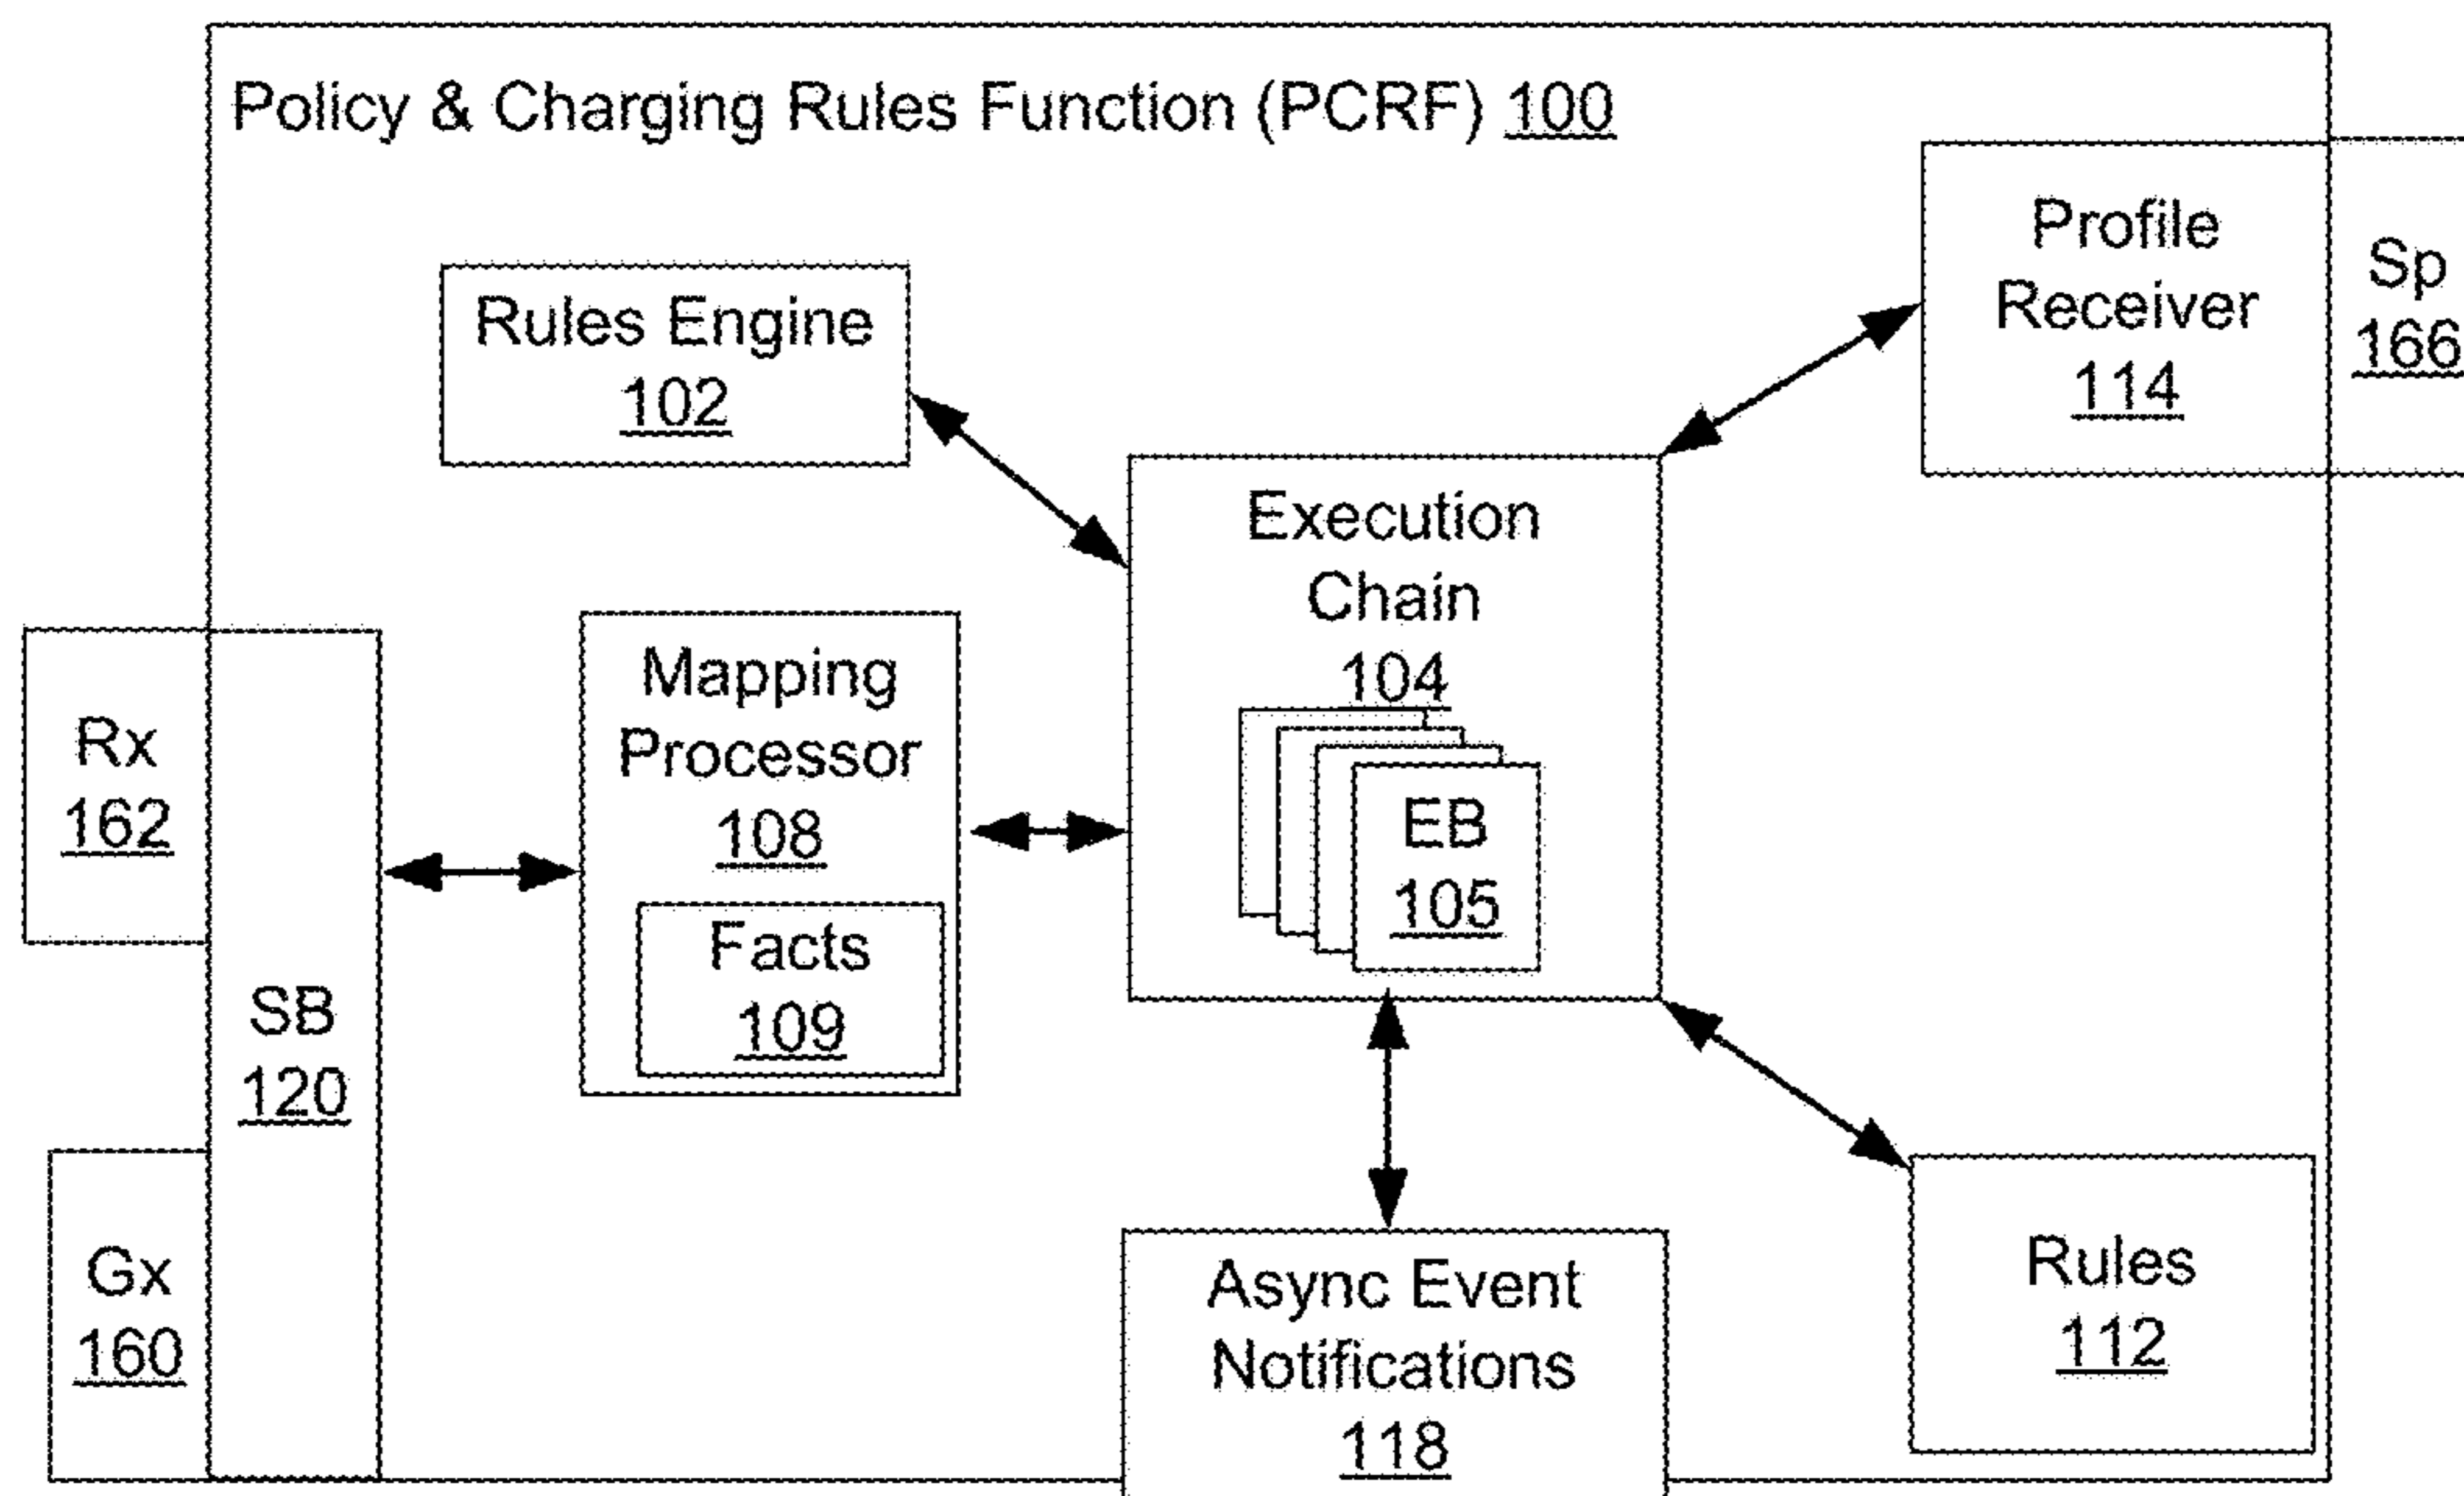 Policy & Charging Rules Function (PCRF) 100
Profile
Receiver
114
Sp
166
Rules Engine
102
Execution
Chain
104
EB
105
Mapping
Processor
108
Facts
109
Rx
162
SB
120
Gx
160
Async Event
Notifications
118
Rules
112